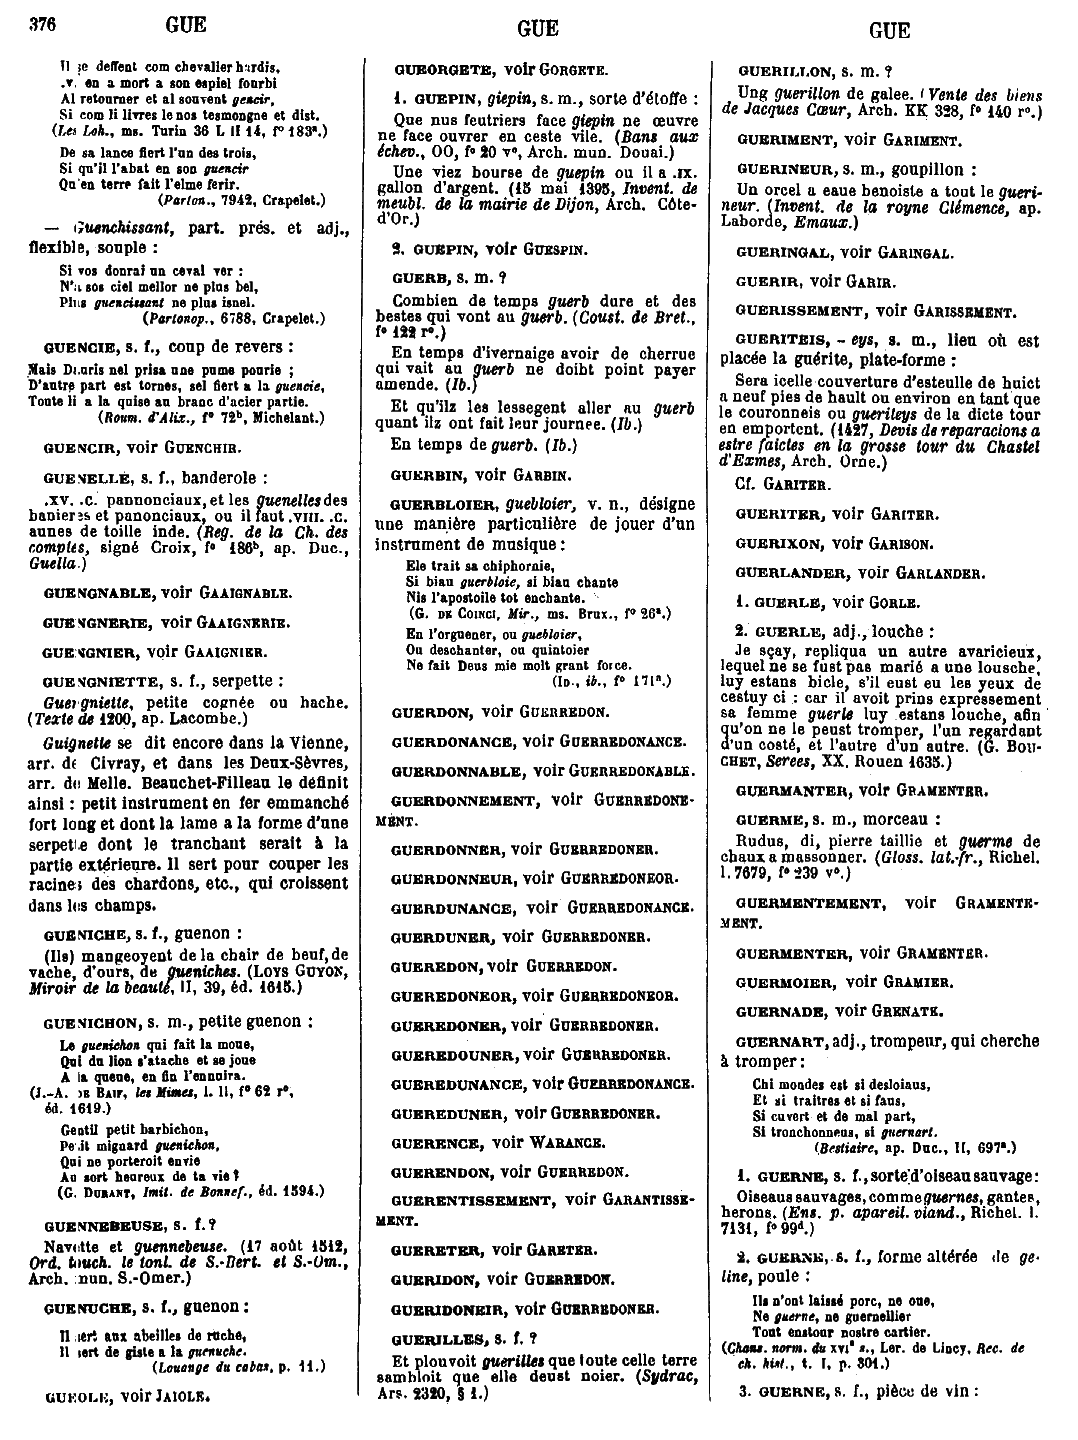 376 GUE
GUE
GUE
Il se deffent com chevalier hardis,
.v. en a mort a son espiel fourbi
Al retourner et al souvent gencir,
Si com li livres le nos tesmongne et dist.
(Les Loh., ms. Turin 36 L II 14, f° 183ª.)
De sa lance fiert l'un des trois,
Si qu'il l'abat en son guencir
Qu'en terre fait l'elme ferir.
(Parton., 7942, Crapelet.)
— Guenchissant, part. prés. et adj.,
flexible, souple :
Si vos donrai un ceval ver :
N'a sos ciel mellor ne plus bel,
Plus guencissant ne plus isnel.
(Partonop., 6788, Crapelet.)
GUENCIE, s. f., coup de revers :
Mais Dauris nel prisa une pume pourie ;
D'autre part est tornes, sel fiert a la guencie,
Toute li a la quise au branc d'acier partie.
(Roum. d'Alix., f° 72ᵇ, Michelant.)
GUENCIR, voir GUENCHIR.
GUENELLE, s. f., banderole :
.XV. .C. pannonciaux, et les guenelles des
banieres et panonciaux, ou il faut .VIII. .C.
aunes de toille inde. (Reg. de la Ch. des
comptes, signé Croix, f° 186ᵇ, ap. Duc.,
Guella.)
GUENGNABLE, voir GAAIGNABLE.
GUENGNERIE, voir GAAIGNERIE.
GUENGNIER, voir GAAIGNIER.
GUENGNIETTE, s. f., serpette :
Guengniette, petite cognée ou hache.
(Texte de 1200, ap. Lacombe.)
Guignette se dit encore dans la Vienne,
arr. de Civray, et dans les Deux-Sèvres,
arr. de Melle. Beauchet-Filleau le définit
ainsi : petit instrument en fer emmanché
fort long et dont la lame a la forme d'une
serpette dont le tranchant serait à la
partie extérieure. Il sert pour couper les
racines des chardons, etc., qui croissent
dans les champs.
GUENICHE, s. f., guenon :
(Ils) mangeoyent de la chair de beuf, de
vache, d'ours, de gueniches. (LOYS GUYON,
Miroir de la beauté, II, 39, éd. 1615.)
GUENICHON, s. m., petite guenon :
Le guenichon qui fait la moue,
Qui du lion s'atache et se joue
A la queue, en fin l'ennuira.
(J.-A. DE BAIF, les Mimes, l. II, f° 62 r°,
éd. 1619.)
Gentil petit barbichon,
Petit mignard guenichon,
Qui ne porteroit envie
Au sort heureux de ta vie ?
(G. DURANT, Imit. de Bonnef., éd. 1594.)
GUENNEBEUSE, s. f. ?
Navette et guennebeuse. (17 août 1512,
Ord. touch. le tonl. de S.-Bert. et S.-Om.,
Arch. mun. S.-Omer.)
GUENUCHE, s. f., guenon :
Il sert aux abeilles de ruche,
Il sert de giste a la guenuche.
(Louange du cabas, p. 11.)
GUEOLE, voir JAIOLE.
GUEORGETE, voir GORGETE.
1. GUEPIN, giepin, s. m., sorte d'étoffe :
Que nus feutriers face giepin ne œuvre
ne face ouvrer en ceste vile. (Bans aux
échev., OO, f° 20 v°, Arch. mun. Douai.)
Une viez bourse de guepin ou il a .IX.
gallon d'argent. (15 mai 1395, Invent. de
meubl. de la mairie de Dijon, Arch. Côte-
d'Or.)
2. GUEPIN, voir GUESPIN.
GUERB, s. m. ?
Combien de temps guerb dure et des
bestes qui vont au guerb. (Coust. de Bret.,
f° 122 r°.)
En temps d'ivernaige avoir de cherrue
qui vait au guerb ne doibt point payer
amende. (Ib.)
Et qu'ilz les lessegent aller au guerb
quant ilz ont fait leur journee. (Ib.)
En temps de guerb. (Ib.)
GUERBIN, voir GARBIN.
GUERBLOIER, guebloier, v. n., désigne
une manière particulière de jouer d'un
instrument de musique :
Ele trait sa chiphoraie,
Si biau guerbloie, si biau chante
Nis l'apostoile tot enchante.
(G. DE COINCI, Mir., ms. Brux., f° 26ª.)
En l'orguener, ou guebloier,
Ou deschanter, ou quintoier
Ne fait Deus mie molt grant force.
(ID., ib., f° 171ª.)
GUERDON, voir GUERREDON.
GUERDONANCE, voir GUERREDONANCE.
GUERDONNABLE, voir GUERREDONABLE.
GUERDONNEMENT, voir GUERREDONE-
MENT.
GUERDONNER, voir GUERREDONER.
GUERDONNEUR, voir GUERREDONEOR.
GUERDUNANCE, voir GUERREDONANCE.
GUERDUNER, voir GUERREDONER.
GUEREDON, voir GUERREDON.
GUEREDONEOR, voir GUERREDONEOR.
GUEREDONER, voir GUERREDONER.
GUEREDOUNER, voir GUERREDONER.
GUEREDUNANCE, voir GUERREDONANCE.
GUEREDUNER, voir GUERREDONER.
GUERENCE, voir WARANCE.
GUERENDON, voir GUERREDON.
GUERENTISSEMENT, voir GARANTISSE-
MENT.
GUERETER, voir GARETER.
GUERIDON, voir GUERREDON.
GUERIDONEIR, voir GUERREDONER.
GUERILLES, s. f. ?
Et plouvoit guerilles que toute celle terre
sambloit que elle deust noier. (Sydrac,
Ars. 2320, § 1.)
GUERILLON, s. m. ?
Ung guerillon de galee. (Vente des biens
de Jacques Cœur, Arch. KK 328, f° 140 r°.)
GUERIMENT, voir GARIMENT.
GUERINEUR, s. m., goupillon :
Un orcel a eaue benoiste a tout le gueri-
neur. (Invent. de la royne Clémence, ap.
Laborde, Emaux.)
GUERINGAL, voir GARINGAL.
GUERIR, voir GARIR.
GUERISSEMENT, voir GARISSEMENT.
GUERITEIS, - eys, s. m., lieu où est
placée la guérite, plate-forme :
Sera icelle couverture d'esteulle de huict
a neuf pies de hault ou environ en tant que
le couronneis ou guerileys de la dicte tour
en emportent. (1427, Devis de reparacions a
estre faictes en la grosse tour du Chastel
d'Exmes, Arch. Orne.)
Cf. GARITER.
GUERITER, voir GARITER.
GUERIXON, voir GARISON.
GUERLANDER, voir GARLANDER.
1. GUERLE, voir GORLE.
2. GUERLE, adj., louche :
Je sçay, repliqua un autre avaricieux,
lequel ne se fust pas marié a une lousche,
luy estans bicle, s'il eust eu les yeux de
cestuy ci : car il avoit prins expressement
sa femme guerle luy estans louche, afin
qu'on ne le peust tromper, l'un regardant
d'un costé, et l'autre d'un autre. (G. BOU-
CHET, Serees, XX, Rouen 1635.)
GUERMANTER, voir GRAMENTER.
GUERME, s. m., morceau :
Rudus, di, pierre taillie et guerme de
chaux a massonner. (Gloss. lat.-fr., Richel.
l. 7679, f° 239 v°.)
GUERMENTEMENT, voir GRAMENTE-
MENT.
GUERMENTER, voir GRAMENTER.
GUERMOIER, voir GRAMIER.
GUERNADE, voir GRENATE.
GUERNART, adj., trompeur, qui cherche
à tromper :
Chi mondes est si desloiaus,
Et si traitres et si faus,
Si cuvert et de mal part,
Si tronchonneus, si guernart.
(Bestiaire, ap. Duc., II, 697ª.)
1. GUERNE, s. f., sorte d'oiseau sauvage :
Oiseaus sauvages, comme guernes, gantes,
herons. (Ens. p. apareil. viand., Richel. l.
7131, f° 99ᵈ.)
2. GUERNE, s. f., forme altérée de ge-
line, poule :
Ils n'ont laissé porc, ne oue,
Ne guerne, ne guernellier
Tout enstour nostre cartier.
(Chans. norm. du XVIᵉ s., Ler. de Lincy, Rec. de
ch. hist., t. I, p. 301.)
3. GUERNE, s. f., pièce de vin :